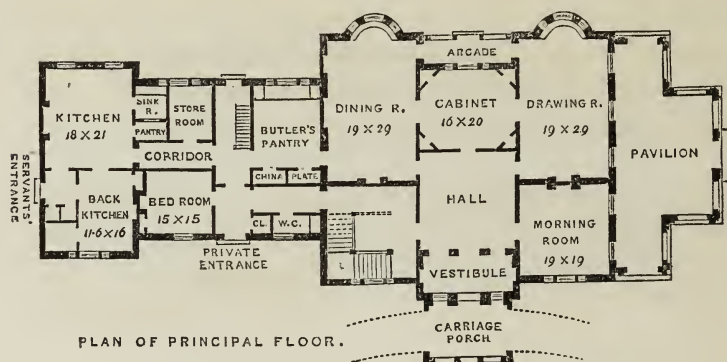 ARCADE
KITCHEN
18 X 21
SINK
R.
PANTRY
STORE
ROOM
CORRIDOR
BUTLER'S
PANTRY
DINING R.
19 X 29
CABINET
16 X 20
DRAWING R.
19 X 29
PAVILION
SERVANTS'
ENTRANCE
BACK
KITCHEN
11-6 X 16
BED ROOM
15 X 15
CHINA
PLATE
CL.
W.C.
PRIVATE
ENTRANCE
HALL
MORNING
ROOM
19 X 19
L
VESTIBULE
CARRIAGE
PORCH
PLAN OF PRINCIPAL FLOOR.